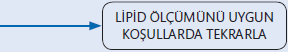 LİPİD ÖLÇÜMÜNÜ UYGUN
KOŞULLARDA TEKRARLA